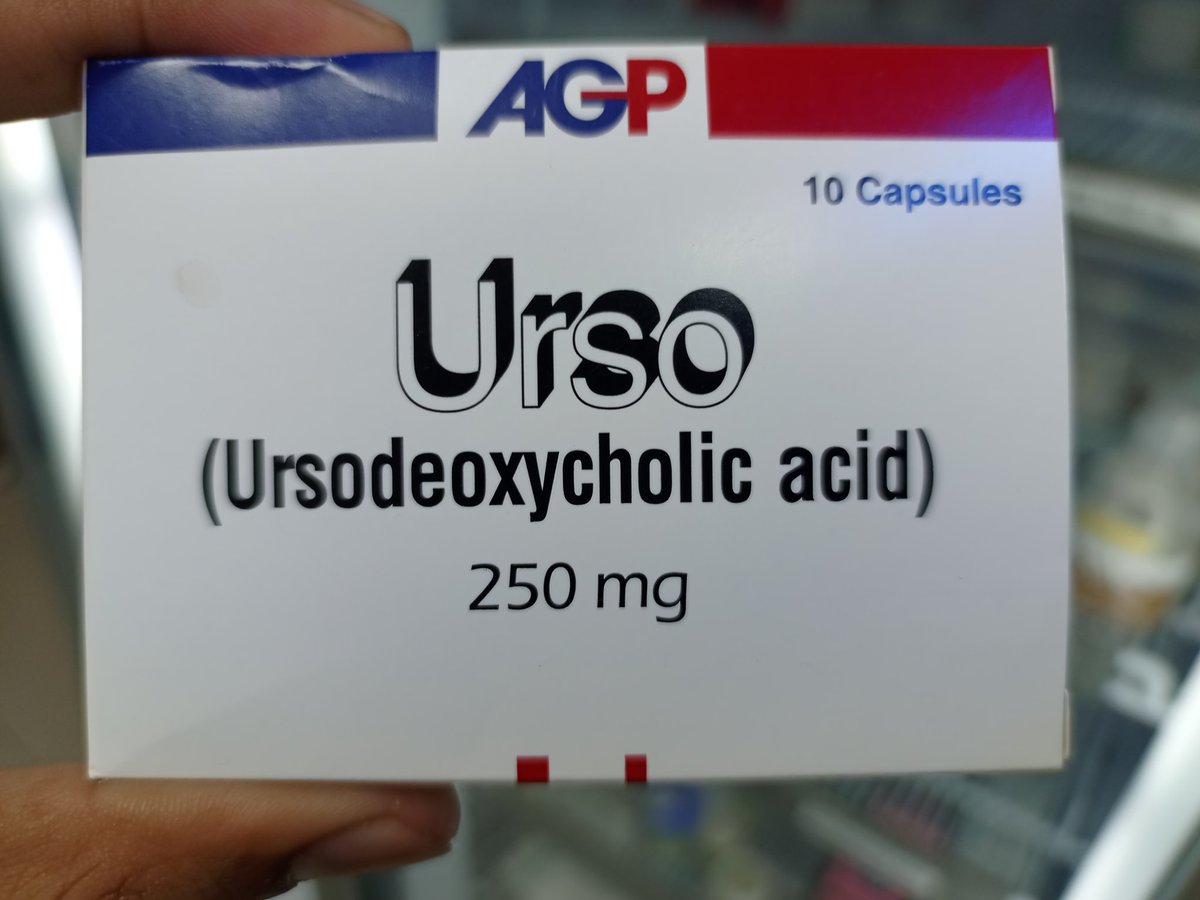 AGP
10 Capsules
Urso
(Ursodeoxycholic acid)
250 mg